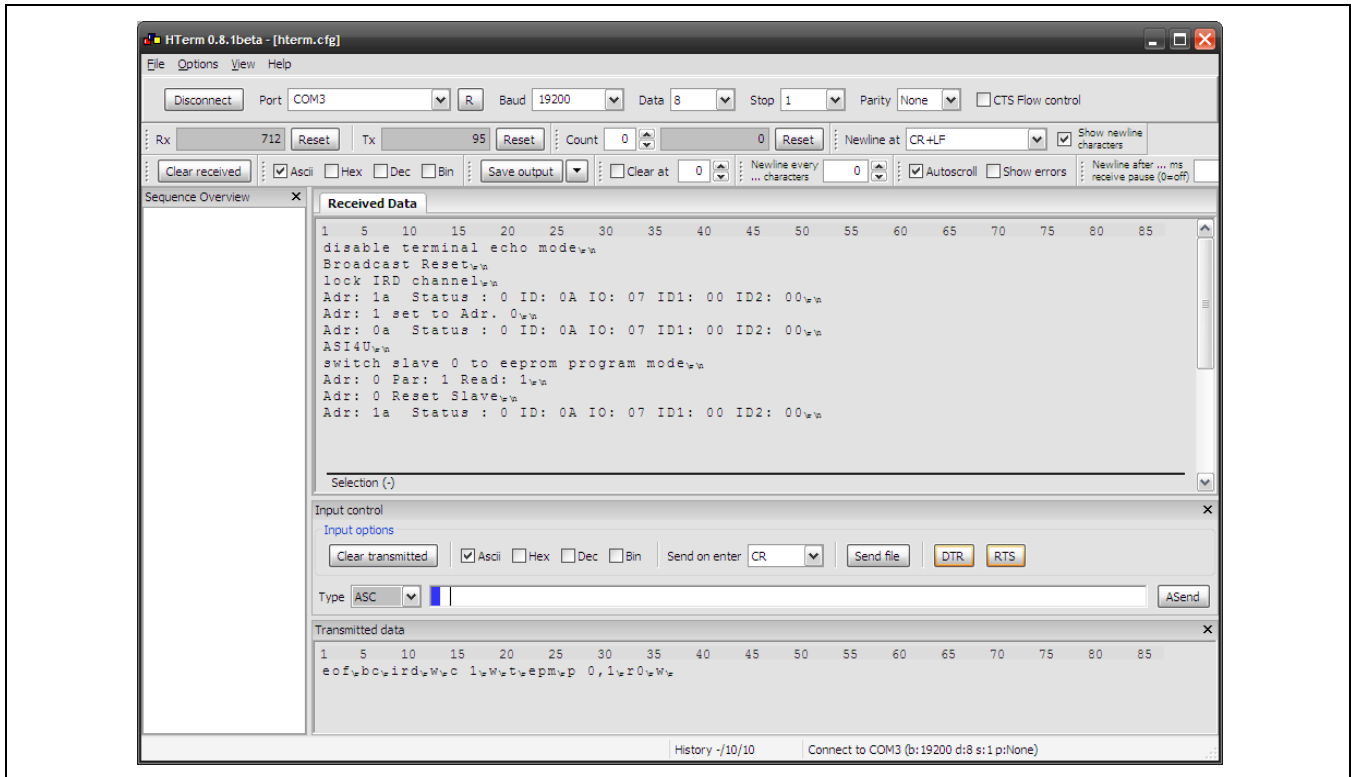 HTerm 0.8.1beta - [hterm.cfg]
File Options View Help
Disconnect Port COM3 R Baud 19200 Data 8 Stop 1 Parity None CTS Flow control
Rx 712 Reset Tx 95 Reset Count 0 0 Reset Newline at CR+LF Show newline characters
Clear received Ascii Hex Dec Bin Save output Clear at 0 Newline every ... characters 0 Autoscroll Show errors Newline after ... ms receive pause (0=off)
Sequence Overview X Received Data
1 5 10 15 20 25 30 35 40 45 50 55 60 65 70 75 80 85
disable terminal echo mode\r\n
Broadcast Reset\r\n
lock IRD channel\r\n
Adr: 1a  Status : 0 ID: 0A IO: 07 ID1: 00 ID2: 00\r\n
Adr: 1 set to Adr. 0\r\n
Adr: 0a  Status : 0 ID: 0A IO: 07 ID1: 00 ID2: 00\r\n
ASI4U\r\n
switch slave 0 to eeprom program mode\r\n
Adr: 0 Par: 1 Read: 1\r\n
Adr: 0 Reset Slave\r\n
Adr: 1a  Status : 0 ID: 0A IO: 07 ID1: 00 ID2: 00\r\n
Selection (-)
Input control X
Input options
Clear transmitted Ascii Hex Dec Bin Send on enter CR Send file DTR RTS
Type ASC ASend
Transmitted data X
1 5 10 15 20 25 30 35 40 45 50 55 60 65 70 75 80 85
eof\rbc\rird\rw\rc 1\rw\rt\repm\rp 0,1\rr0\rw\r
History -/10/10 Connect to COM3 (b:19200 d:8 s:1 p:None)